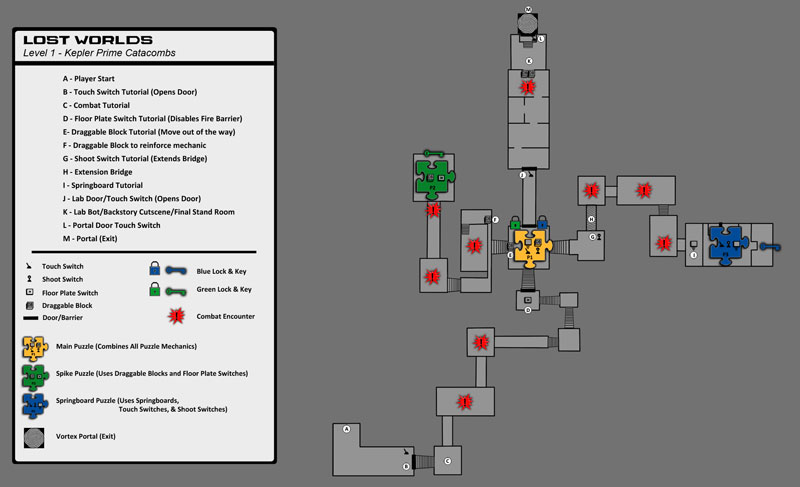 LOST WORLDS
Level 1 - Kepler Prime Catacombs
A - Player Start
B - Touch Switch Tutorial (Opens Door)
C - Combat Tutorial
D - Floor Plate Switch Tutorial (Disables Fire Barrier)
E- Draggable Block Tutorial (Move out of the way)
F - Draggable Block to reinforce mechanic
G - Shoot Switch Tutorial (Extends Bridge)
H - Extension Bridge
I - Springboard Tutorial
J - Lab Door/Touch Switch (Opens Door)
K - Lab Bot/Backstory Cutscene/Final Stand Room
L - Portal Door Touch Switch
M - Portal (Exit)
Touch Switch
Shoot Switch
Floor Plate Switch
Draggable Block
Door/Barrier
Blue Lock & Key
Green Lock & Key
Combat Encounter
Main Puzzle (Combines All Puzzle Mechanics)
Spike Puzzle (Uses Draggable Blocks and Floor Plate Switches)
Springboard Puzzle (Uses Springboards,
Touch Switches, & Shoot Switches)
Vortex Portal (Exit)
M
L
K
J
P2
F
H
G
E
P1
I
P3
D
A
B
C